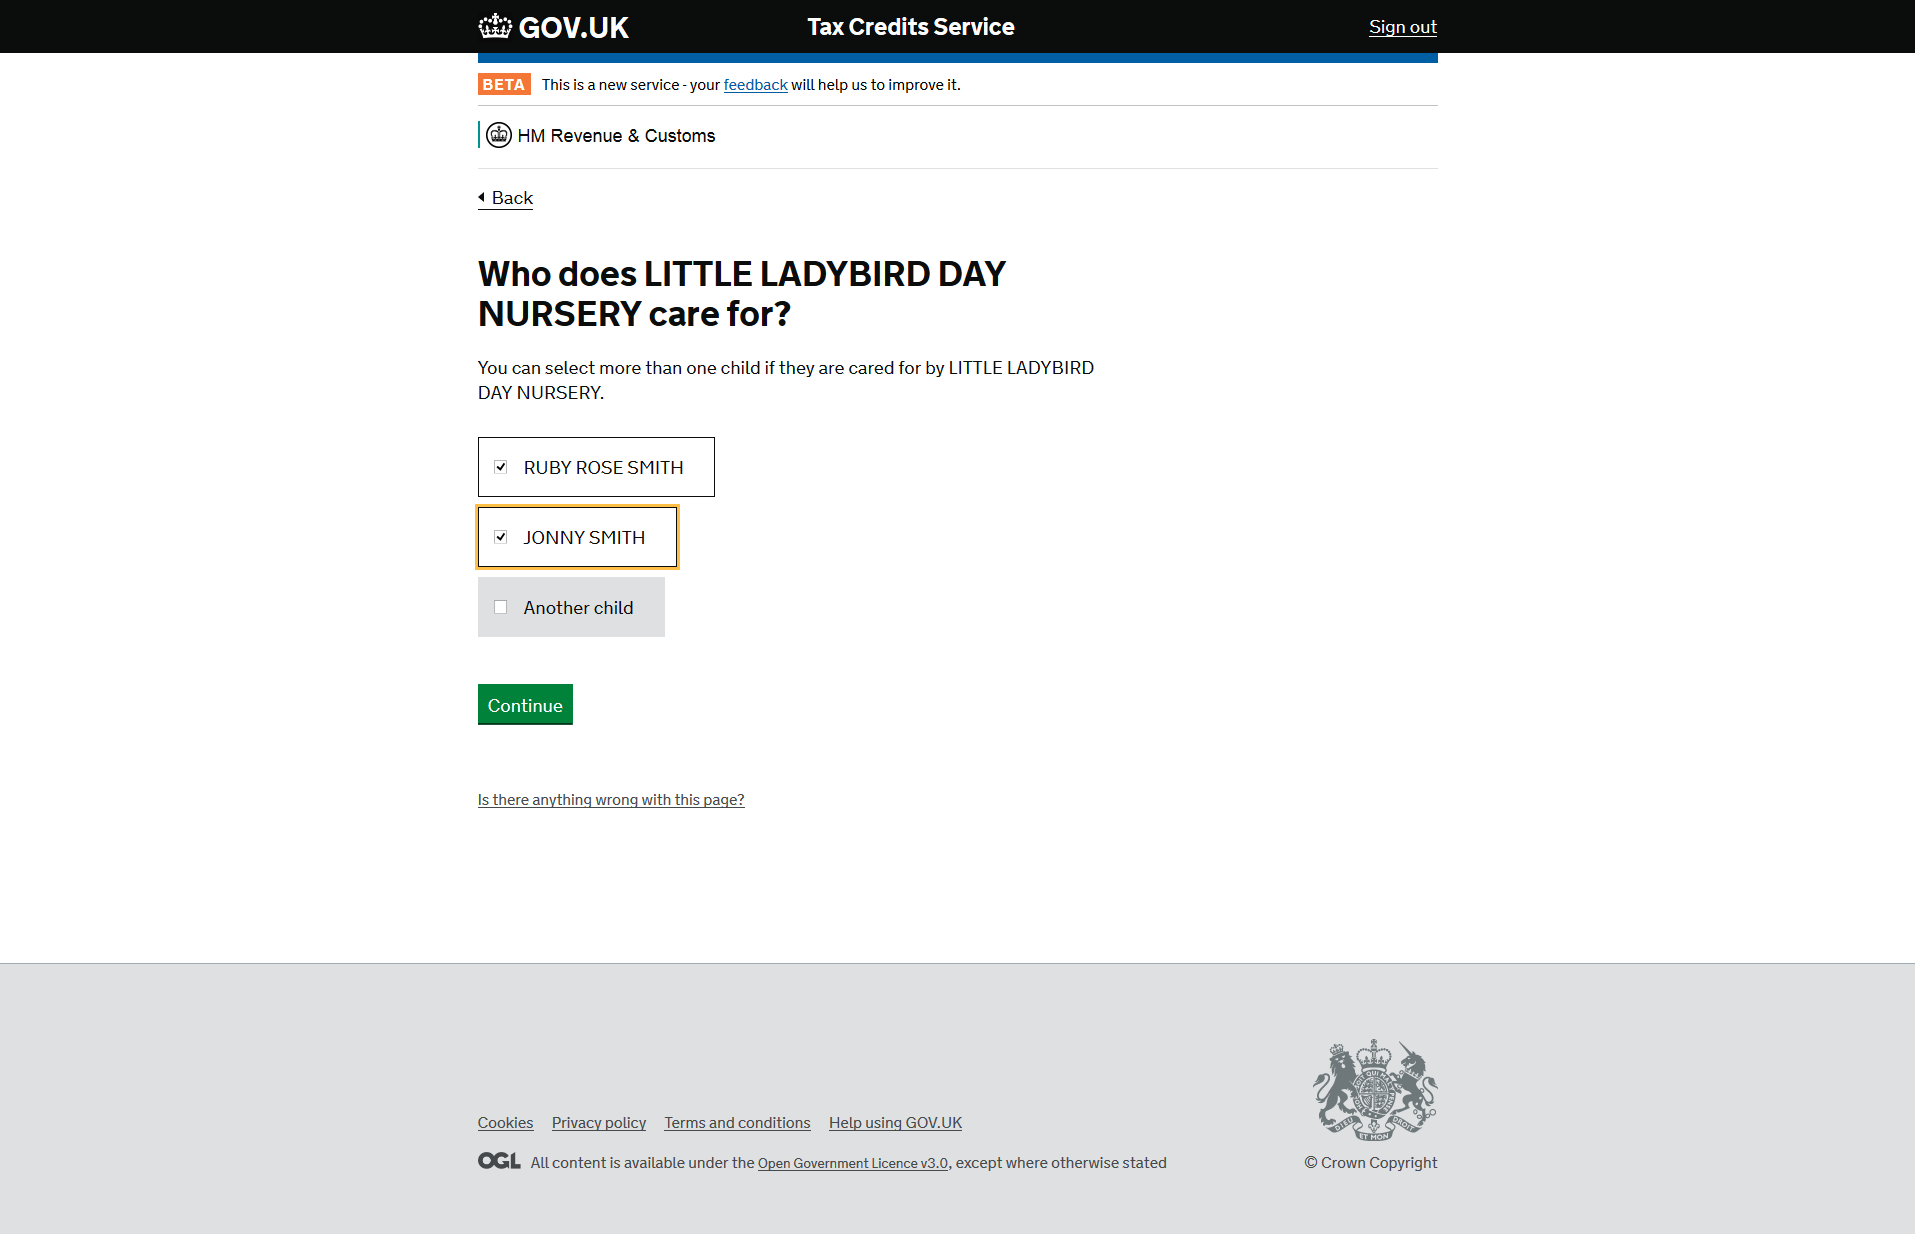 GOV.UK
Tax Credits Service
Sign out
BETA This is a new service - your feedback will help us to improve it.
HM Revenue & Customs
Back
Who does LITTLE LADYBIRD DAY
NURSERY care for?
You can select more than one child if they are cared for by LITTLE LADYBIRD
DAY NURSERY.
RUBY ROSE SMITH
JONNY SMITH
Another child
Continue
Is there anything wrong with this page?
Cookies Privacy policy Terms and conditions Help using GOV.UK
OGL All content is available under the Open Government Licence v3.0, except where otherwise stated
© Crown Copyright